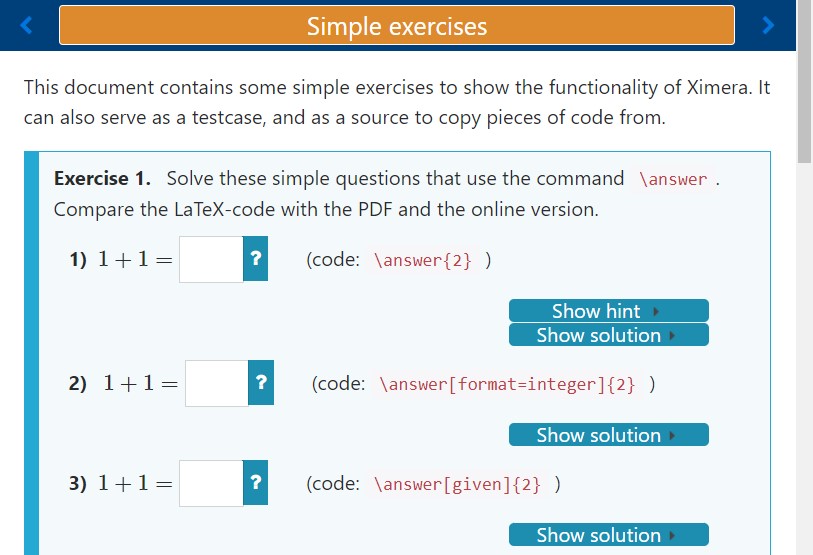 Simple exercises
This document contains some simple exercises to show the functionality of Ximera. It
can also serve as a testcase, and as a source to copy pieces of code from.
Exercise 1. Solve these simple questions that use the command \answer .
Compare the LaTeX-code with the PDF and the online version.
1) 1 + 1 = ? (code: \answer{2} )
Show hint
Show solution
2) 1 + 1 = ? (code: \answer[format=integer]{2} )
Show solution
3) 1 + 1 = ? (code: \answer[given]{2} )
Show solution